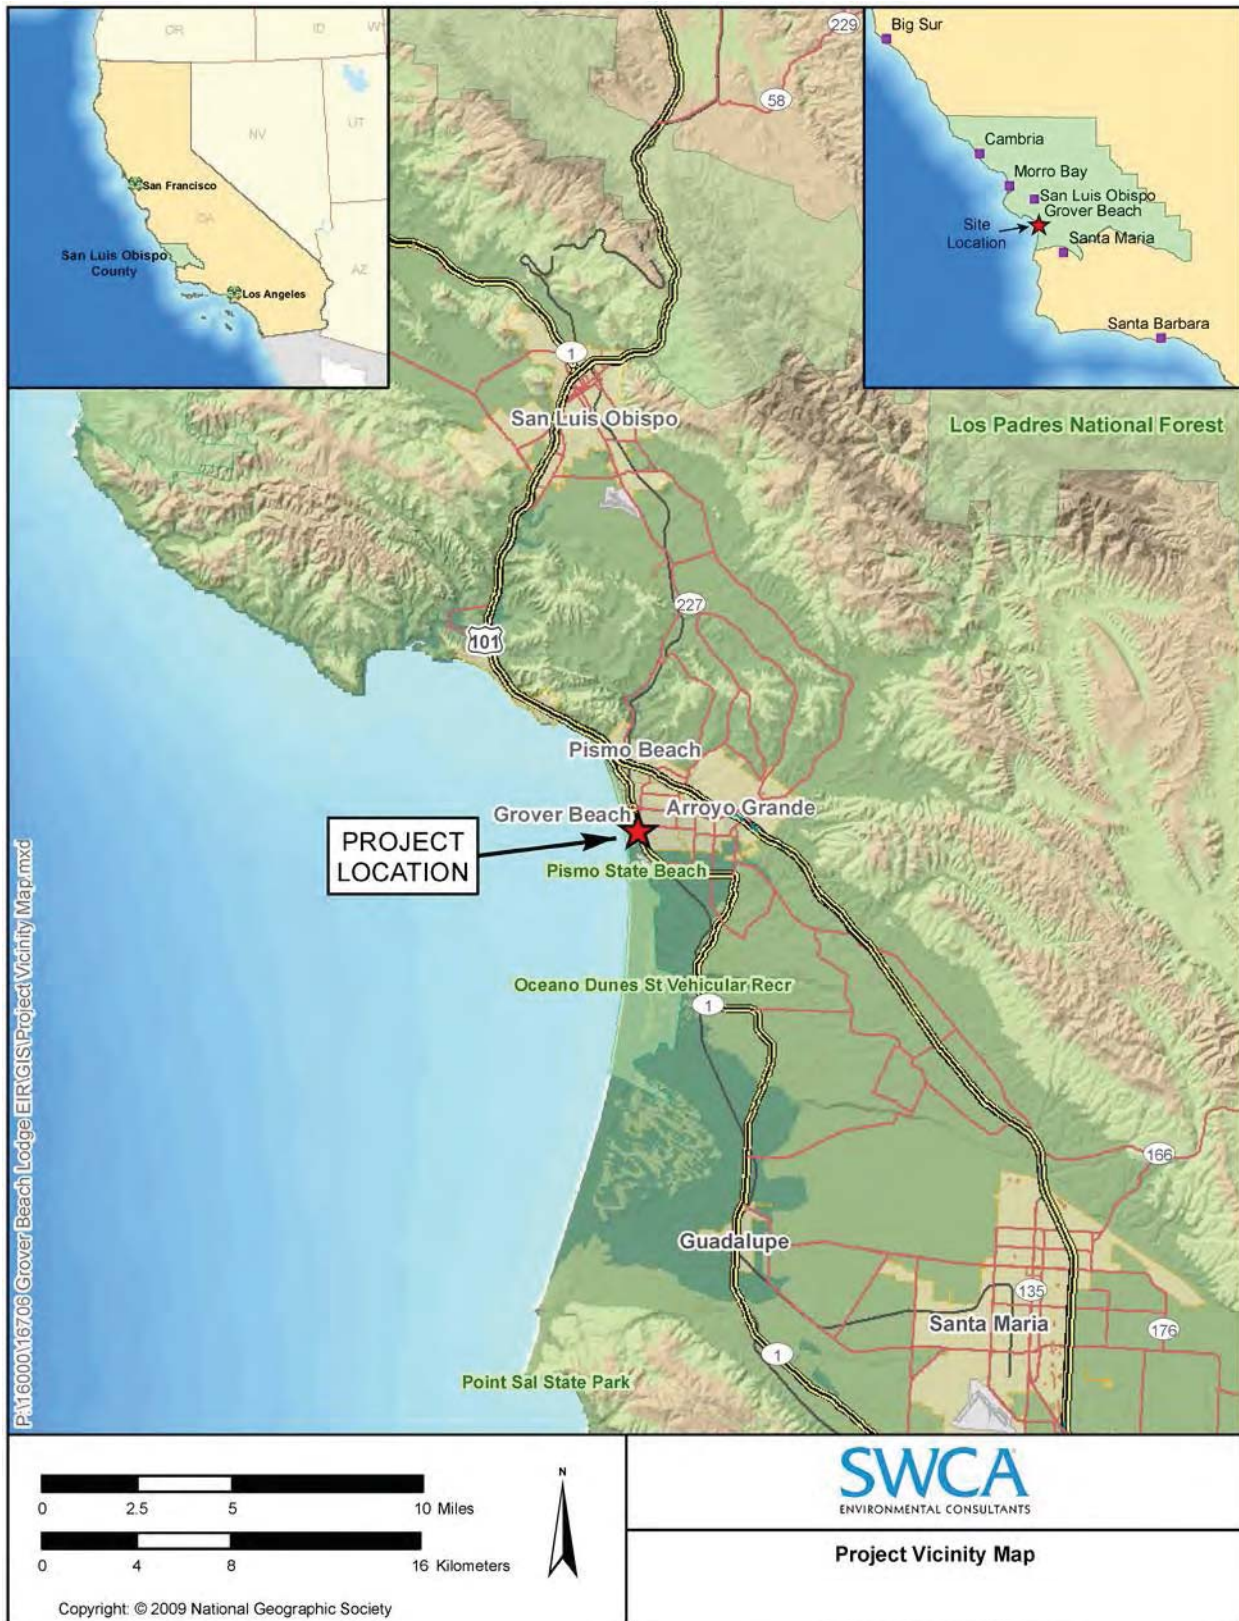 OR
ID
W
NV
UT
CA
AZ
San Francisco
San Luis Obispo
County
Los Angeles
229
58
Big Sur
Cambria
Morro Bay
San Luis Obispo
Grover Beach
Site
Location
Santa Maria
Santa Barbara
1
San Luis Obispo
Los Padres National Forest
227
101
Pismo Beach
Grover Beach
Arroyo Grande
PROJECT
LOCATION
Pismo State Beach
Oceano Dunes St Vehicular Recr
1
166
Guadalupe
135
Santa Maria
176
1
Point Sal State Park
P:\16000\16706 Grover Beach Lodge EIR\GIS\Project Vicinity Map.mxd
0 2.5 5 10 Miles
0 4 8 16 Kilometers
N
Copyright: © 2009 National Geographic Society
SWCA
ENVIRONMENTAL CONSULTANTS
Project Vicinity Map